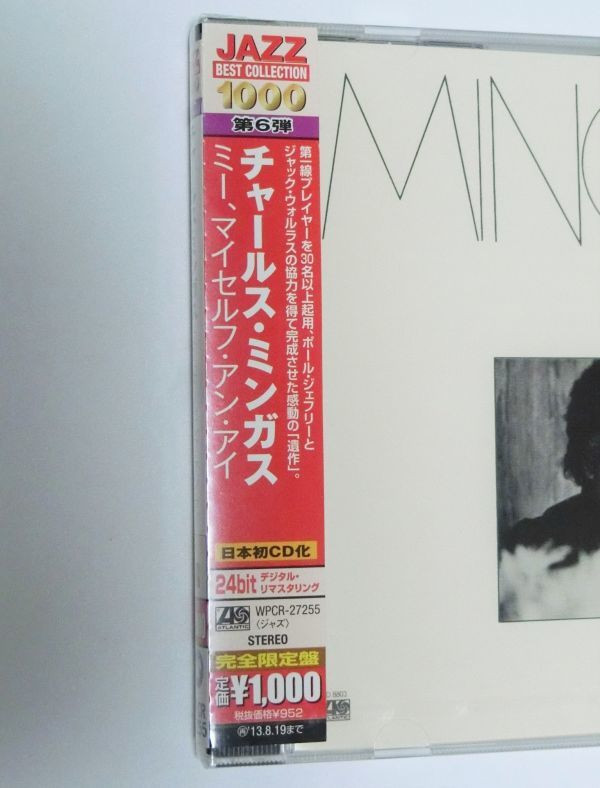 JAZZ
BEST COLLECTION
1000
第6弾
第一線プレイヤーを30名以上起用、ポール・ジェフリーと
ジャック・ウォルラスの協力を得て完成させた感動の「遺作」。
チャールス・ミンガス
ミー、マイセルフ・アン・アイ
日本初CD化
24bit デジタル・
リマスタリング
ATLANTIC
WPCR-27255
〈ジャズ〉
STEREO
完全限定盤
定価¥1,000
税抜価格¥952
'13.8.19まで
MING
8803